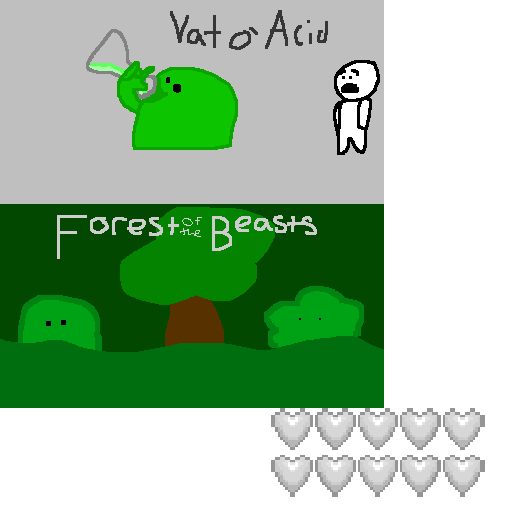 Vat o' Acid
Forest of the Beasts